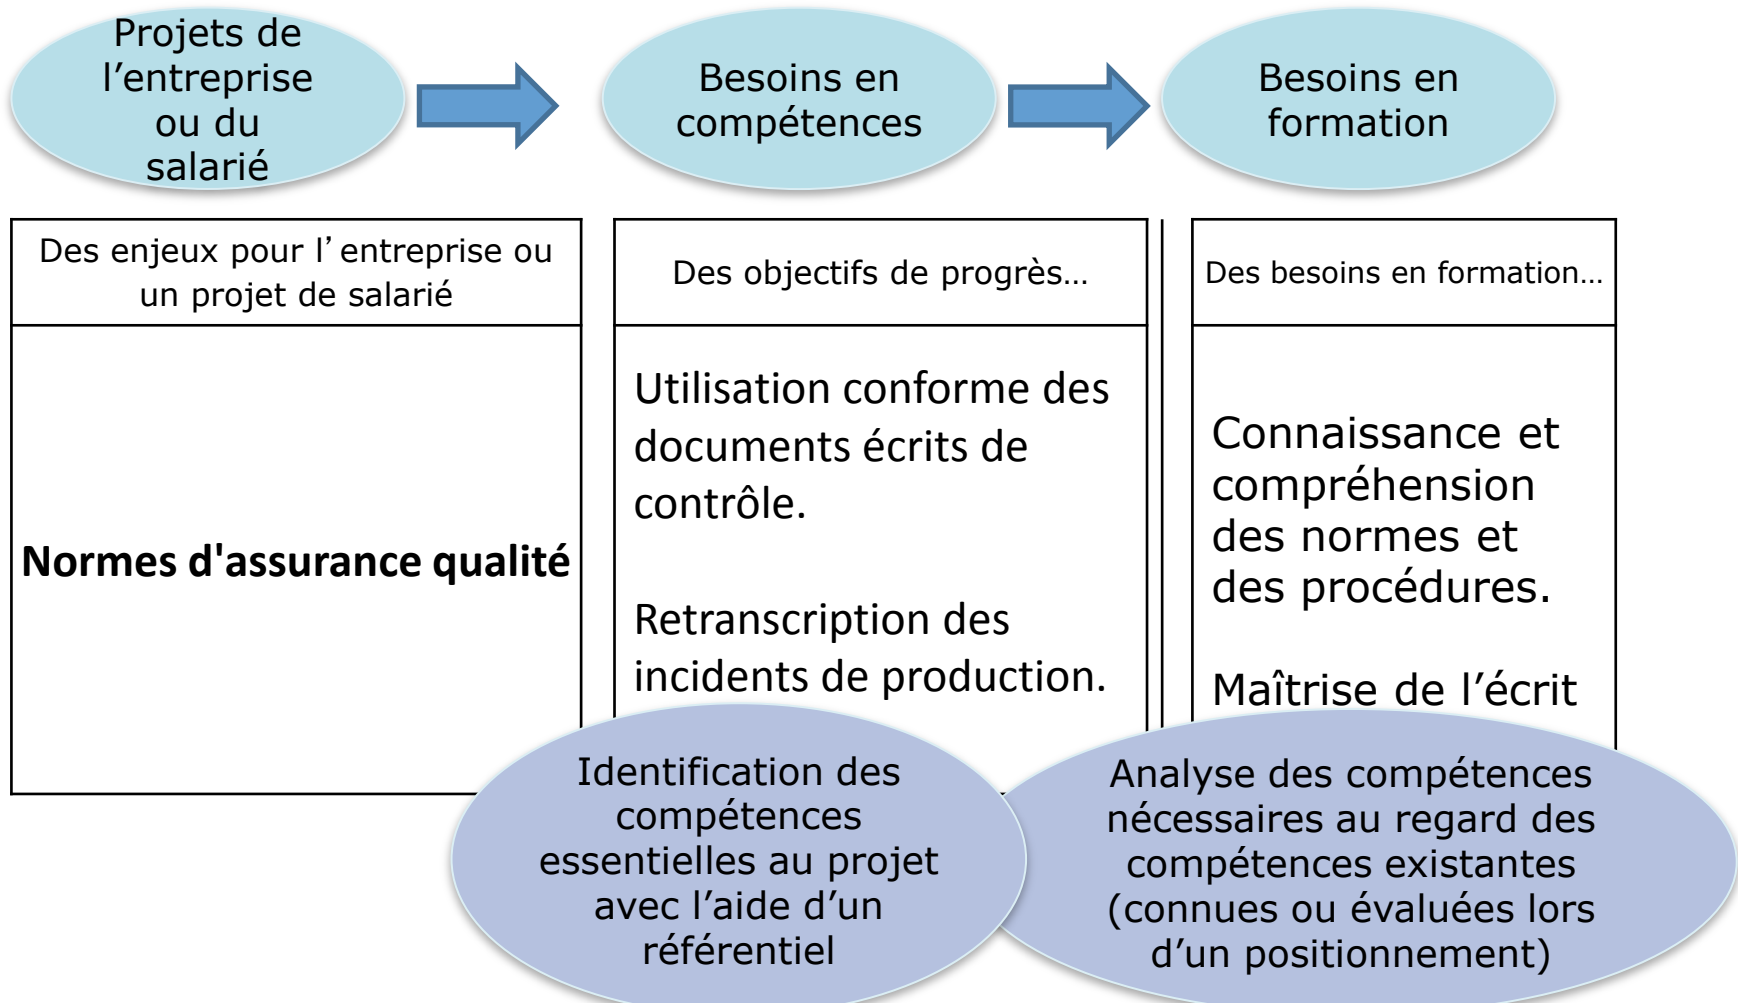 Projets de
l’entreprise
ou du
salarié
Besoins en
compétences
Besoins en
formation
Des enjeux pour l’entreprise ou
un projet de salarié
Des objectifs de progrès…
Des besoins en formation…
Normes d'assurance qualité
Utilisation conforme des
documents écrits de
contrôle.
Retranscription des
incidents de production.
Connaissance et
compréhension
des normes et
des procédures.
Maîtrise de l’écrit
Identification des
compétences
essentielles au projet
avec l’aide d’un
référentiel
Analyse des compétences
nécessaires au regard des
compétences existantes
(connues ou évaluées lors
d’un positionnement)